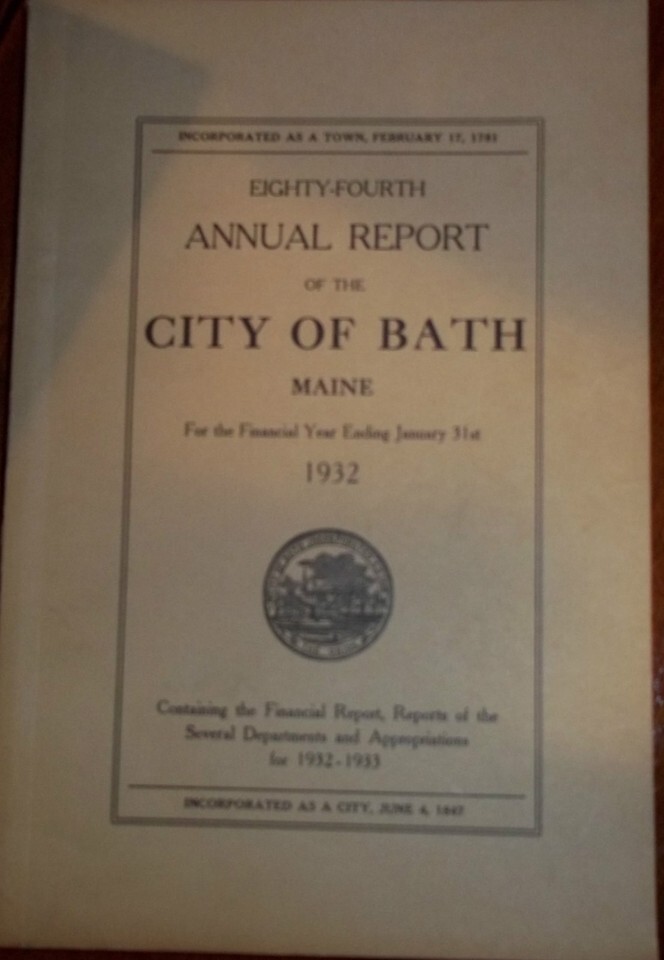 INCORPORATED AS A TOWN, FEBRUARY 17, 1781
EIGHTY-FOURTH
ANNUAL REPORT
OF THE
CITY OF BATH
MAINE
For the Financial Year Ending January 31st
1932
Containing the Financial Report, Reports of the
Several Departments and Appropriations
for 1932-1933
INCORPORATED AS A CITY, JUNE 4, 1847